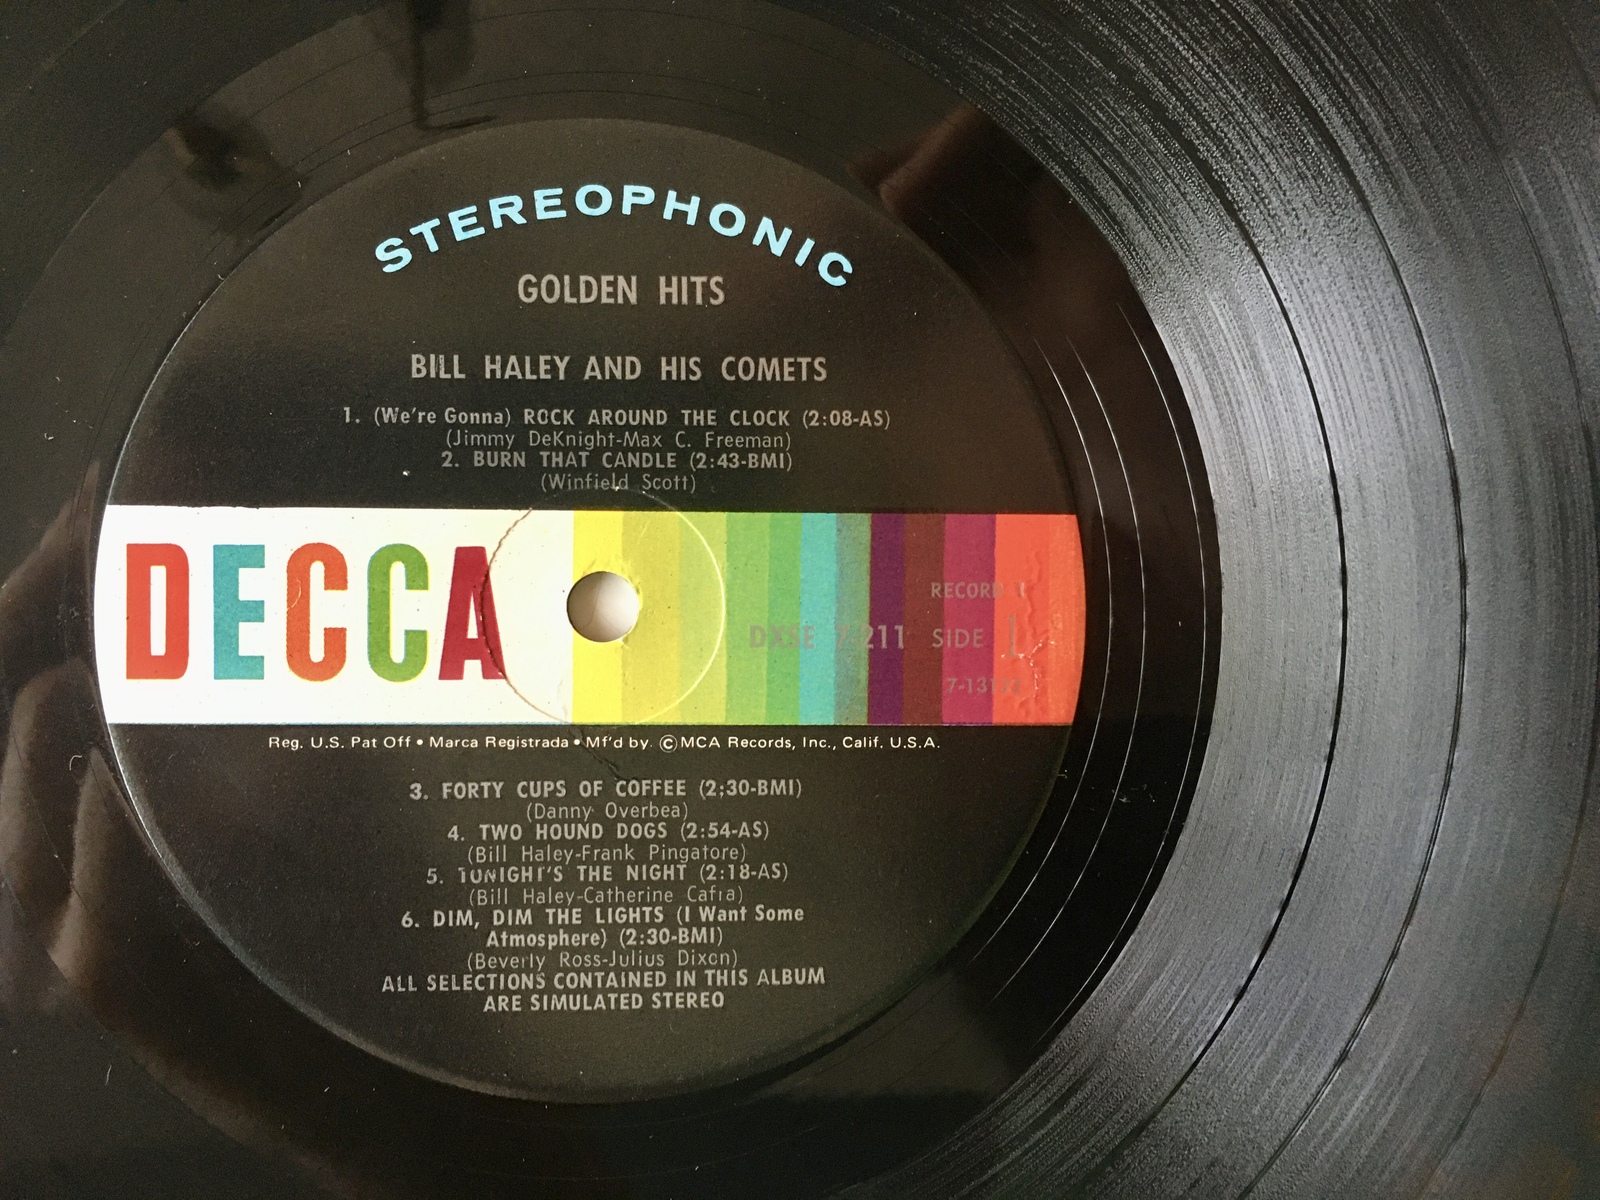 STEREOPHONIC
GOLDEN HITS
BILL HALEY AND HIS COMETS
1. (We're Gonna) ROCK AROUND THE CLOCK (2:08-AS)
(Jimmy DeKnight-Max C. Freeman)
2. BURN THAT CANDLE (2:43-BMI)
(Winfield Scott)
DECCA
RECORD 1
DXSE 7211 SIDE 1
Reg. U.S. Pat Off • Marca Registrada • Mf'd by. ©MCA Records, Inc., Calif. U.S.A.
3. FORTY CUPS OF COFFEE (2;30-BMI)
(Danny Overbea)
4. TWO HOUND DOGS (2:54-AS)
(Bill Haley-Frank Pingatore)
5. TONIGHT'S THE NIGHT (2:18-AS)
(Bill Haley-Catherine Cafra)
6. DIM, DIM THE LIGHTS (I Want Some
Atmosphere) (2:30-BMI)
(Beverly Ross-Julius Dixon)
ALL SELECTIONS CONTAINED IN THIS ALBUM
ARE SIMULATED STEREO